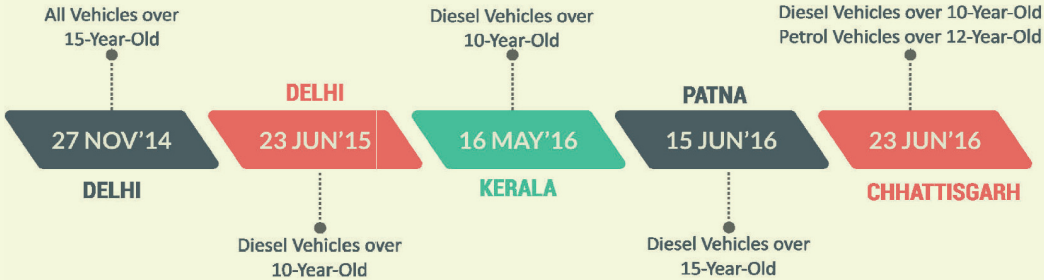 All Vehicles over
15-Year-Old
27 NOV'14
DELHI
DELHI
23 JUN'15
Diesel Vehicles over
10-Year-Old
Diesel Vehicles over
10-Year-Old
16 MAY'16
KERALA
PATNA
15 JUN'16
Diesel Vehicles over
15-Year-Old
Diesel Vehicles over 10-Year-Old
Petrol Vehicles over 12-Year-Old
23 JUN'16
CHHATTISGARH